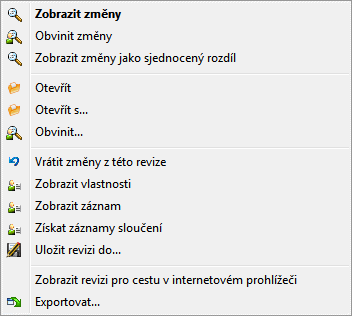 Zobrazit změny
Obvinit změny
Zobrazit změny jako sjednocený rozdíl
Otevřít
Otevřít s...
Obvinit...
Vrátit změny z této revize
Zobrazit vlastnosti
Zobrazit záznam
Získat záznamy sloučení
Uložit revizi do...
Zobrazit revizi pro cestu v internetovém prohlížeči
Exportovat...